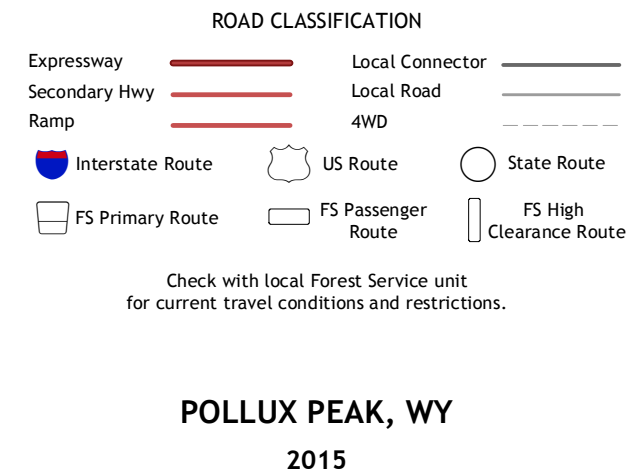 ROAD CLASSIFICATION
Expressway
Local Connector
Secondary Hwy
Local Road
Ramp
4WD
Interstate Route
US Route
State Route
FS Primary Route
FS Passenger
Route
FS High
Clearance Route
Check with local Forest Service unit
for current travel conditions and restrictions.
POLLUX PEAK, WY
2015